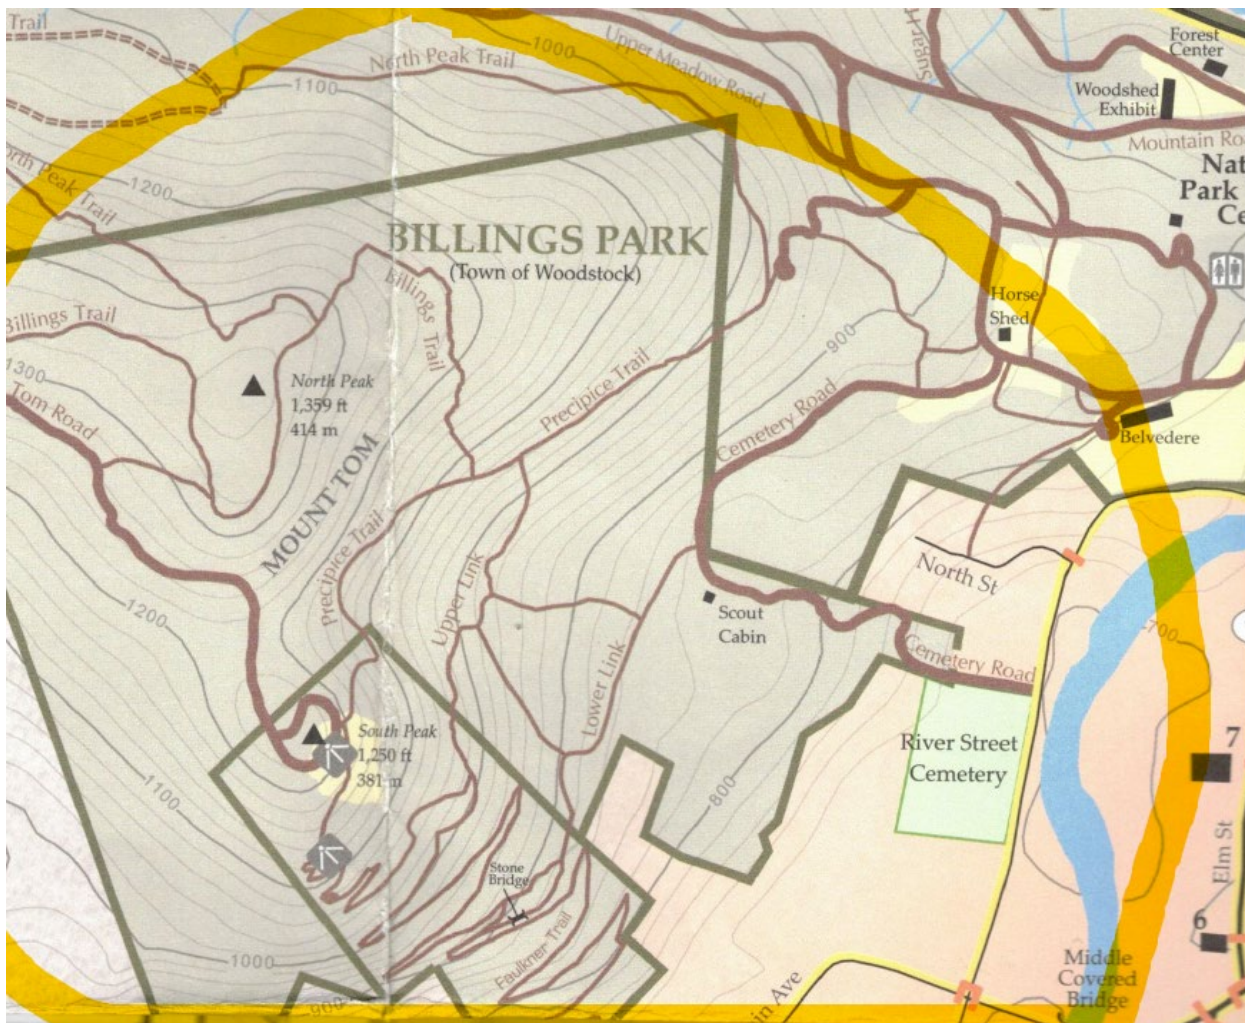 Trail
North Peak Trail
1000
Upper Meadow Road
Forest
Center
Woodshed
Exhibit
1100
Mountain Ro
Nat
Park
Ce
orth Peak Trail
1200
BILLINGS PARK
(Town of Woodstock)
Billings Trail
Horse
Shed
900
Billings Trail
1300
Tom Road
North Peak
1,359 ft
414 m
Precipice Trail
Cemetery Road
Belvedere
MOUNT TOM
Precipice Trail
Upper Link
North St
1200
Scout
Cabin
700
Lower Link
Cemetery Road
South Peak
1,250 ft
381 m
River Street
Cemetery
7
1100
800
Elm St
Stone
Bridge
6
Faulkner Trail
1000
900
in Ave
Middle
Covered
Bridge